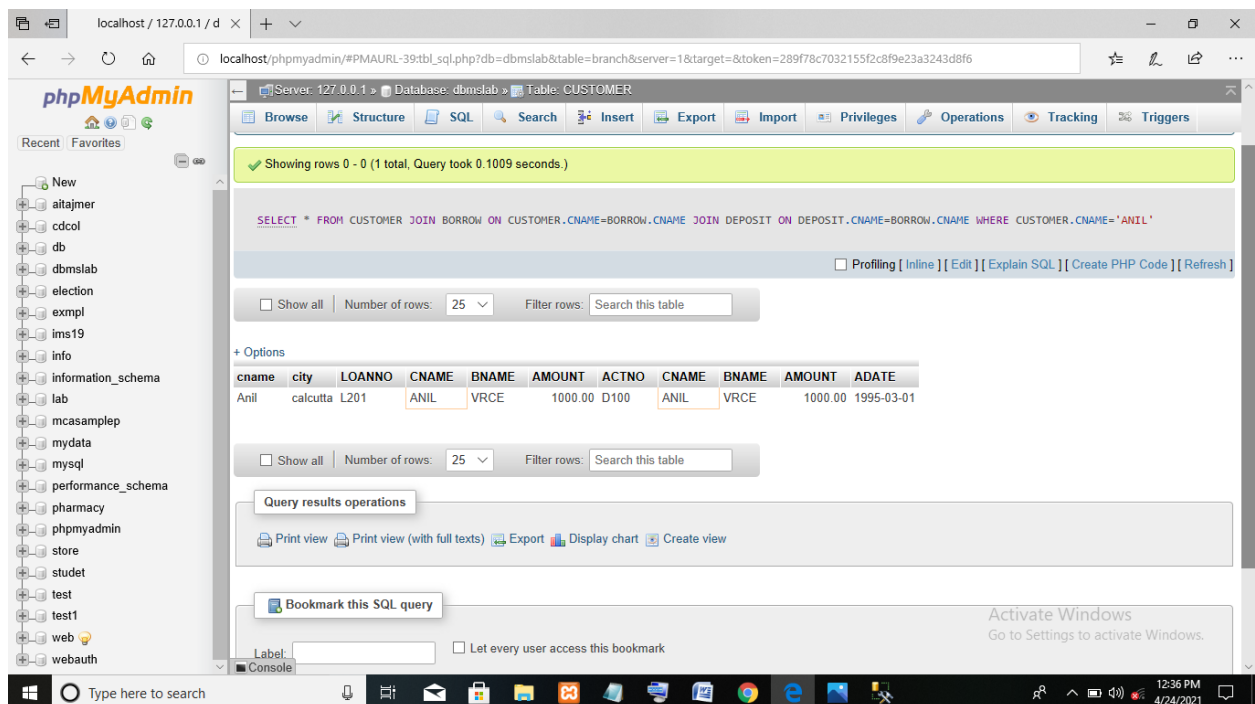 localhost / 127.0.0.1 / d
localhost/phpmyadmin/#PMAURL-39:tbl_sql.php?db=dbmslab&table=branch&server=1&target=&token=289f78c7032155f2c8f9e23a3243d8f6
phpMyAdmin
Recent Favorites
New
aitajmer
cdcol
db
dbmslab
election
exmpl
ims19
info
information_schema
lab
mcasamplep
mydata
mysql
performance_schema
pharmacy
phpmyadmin
store
studet
test
test1
web
webauth
Server: 127.0.0.1 » Database: dbmslab » Table: CUSTOMER
Browse Structure SQL Search Insert Export Import Privileges Operations Tracking Triggers
Showing rows 0 - 0 (1 total, Query took 0.1009 seconds.)
SELECT * FROM CUSTOMER JOIN BORROW ON CUSTOMER.CNAME=BORROW.CNAME JOIN DEPOSIT ON DEPOSIT.CNAME=BORROW.CNAME WHERE CUSTOMER.CNAME='ANIL'
Profiling [ Inline ] [ Edit ] [ Explain SQL ] [ Create PHP Code ] [ Refresh ]
Show all Number of rows: 25 Filter rows: Search this table
+ Options
cname city LOANNO CNAME BNAME AMOUNT ACTNO CNAME BNAME AMOUNT ADATE
Anil calcutta L201 ANIL VRCE 1000.00 D100 ANIL VRCE 1000.00 1995-03-01
Show all Number of rows: 25 Filter rows: Search this table
Query results operations
Print view Print view (with full texts) Export Display chart Create view
Bookmark this SQL query
Label: Let every user access this bookmark
Console
Activate Windows
Go to Settings to activate Windows.
Type here to search
12:36 PM
4/24/2021